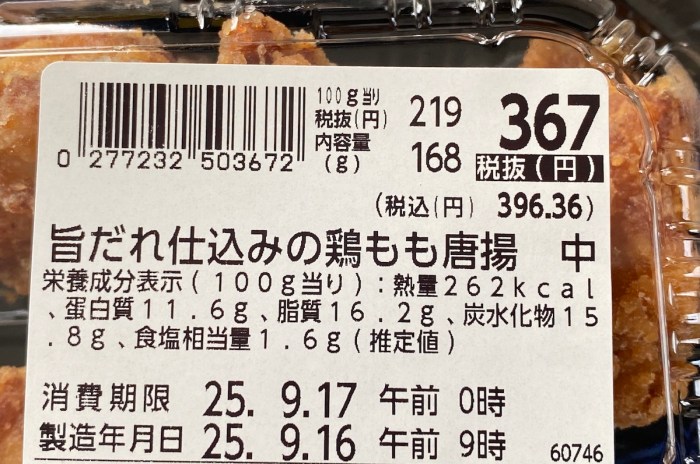 100g当り
税抜(円) 219
内容量
(g) 168
367
税抜(円)
0 277232 503672
(税込(円) 396.36)
旨だれ仕込みの鶏もも唐揚 中
栄養成分表示(100g当り):熱量262kcal
、蛋白質11.6g、脂質16.2g、炭水化物15
.8g、食塩相当量1.6g(推定値)
消費期限 25. 9.17 午前 0時
製造年月日 25. 9.16 午前 9時
60746